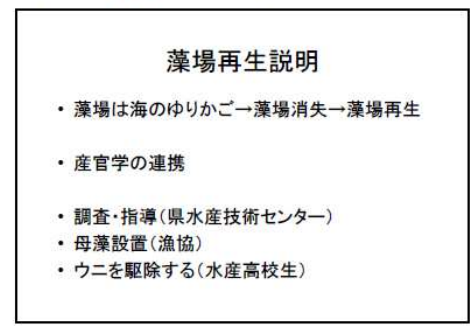 藻場再生説明
・ 藻場は海のゆりかご→藻場消失→藻場再生
・ 産官学の連携
・ 調査・指導(県水産技術センター)
・ 母藻設置(漁協)
・ ウニを駆除する(水産高校生)